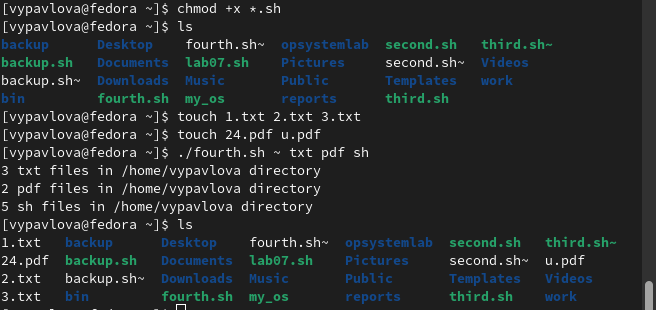 [vypavlova@fedora ~]$ chmod +x *.sh
[vypavlova@fedora ~]$ ls
backup     Desktop    fourth.sh~  opsystemlab  second.sh   third.sh~
backup.sh  Documents  lab07.sh    Pictures     second.sh~  Videos
backup.sh~ Downloads  Music       Public       Templates   work
bin        fourth.sh  my_os       reports      third.sh
[vypavlova@fedora ~]$ touch 1.txt 2.txt 3.txt
[vypavlova@fedora ~]$ touch 24.pdf u.pdf
[vypavlova@fedora ~]$ ./fourth.sh ~ txt pdf sh
3 txt files in /home/vypavlova directory
2 pdf files in /home/vypavlova directory
5 sh files in /home/vypavlova directory
[vypavlova@fedora ~]$ ls
1.txt   backup      Desktop    fourth.sh~  opsystemlab  second.sh   third.sh~
24.pdf  backup.sh   Documents  lab07.sh    Pictures     second.sh~  u.pdf
2.txt   backup.sh~  Downloads  Music       Public       Templates   Videos
3.txt   bin         fourth.sh  my_os       reports      third.sh    work
[vypavlova@fedora ~]$